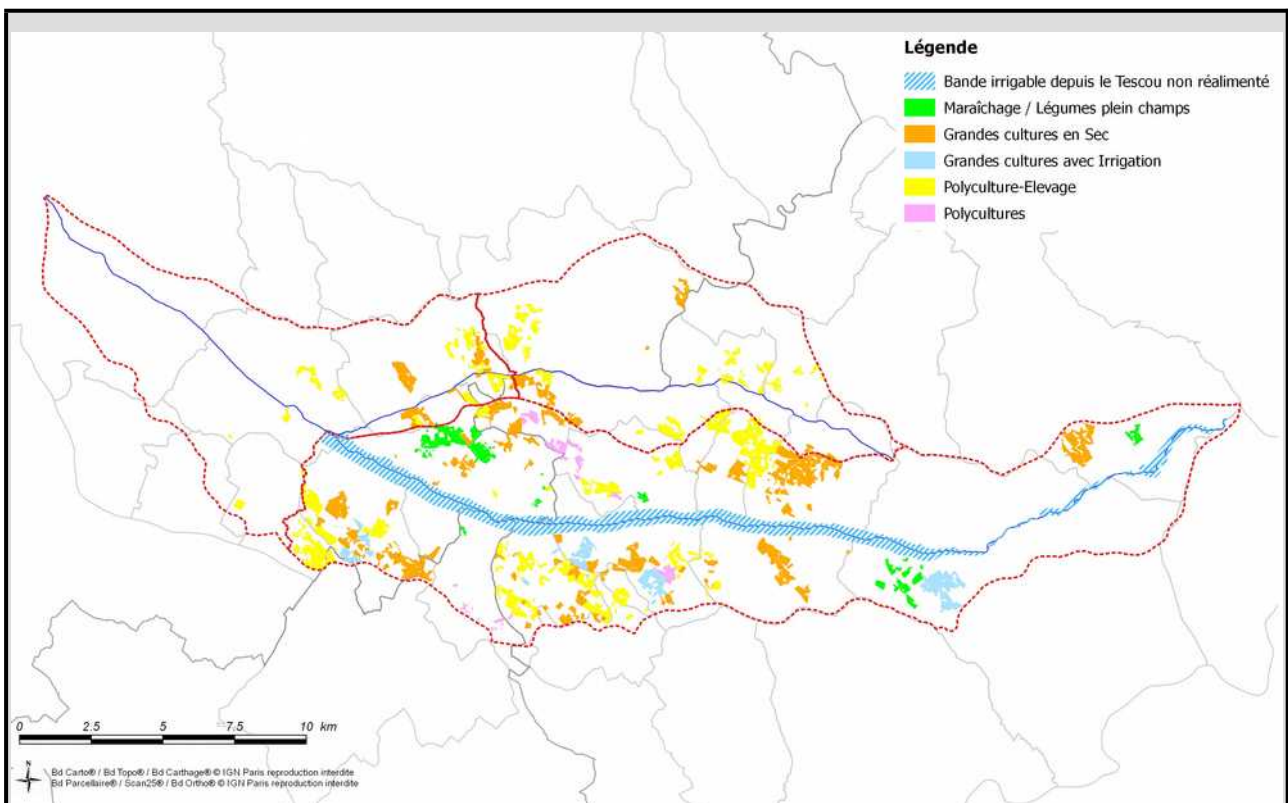 Légende
Bande irrigable depuis le Tescou non réalimenté
Maraîchage / Légumes plein champs
Grandes cultures en Sec
Grandes cultures avec Irrigation
Polyculture-Elevage
Polycultures
0 2.5 5 7.5 10 km
Bd Carto® / Bd Topo® / Bd Carthage® © IGN Paris reproduction interdite
Bd Parcellaire® / Scan25® / Bd Ortho® © IGN Paris reproduction interdite